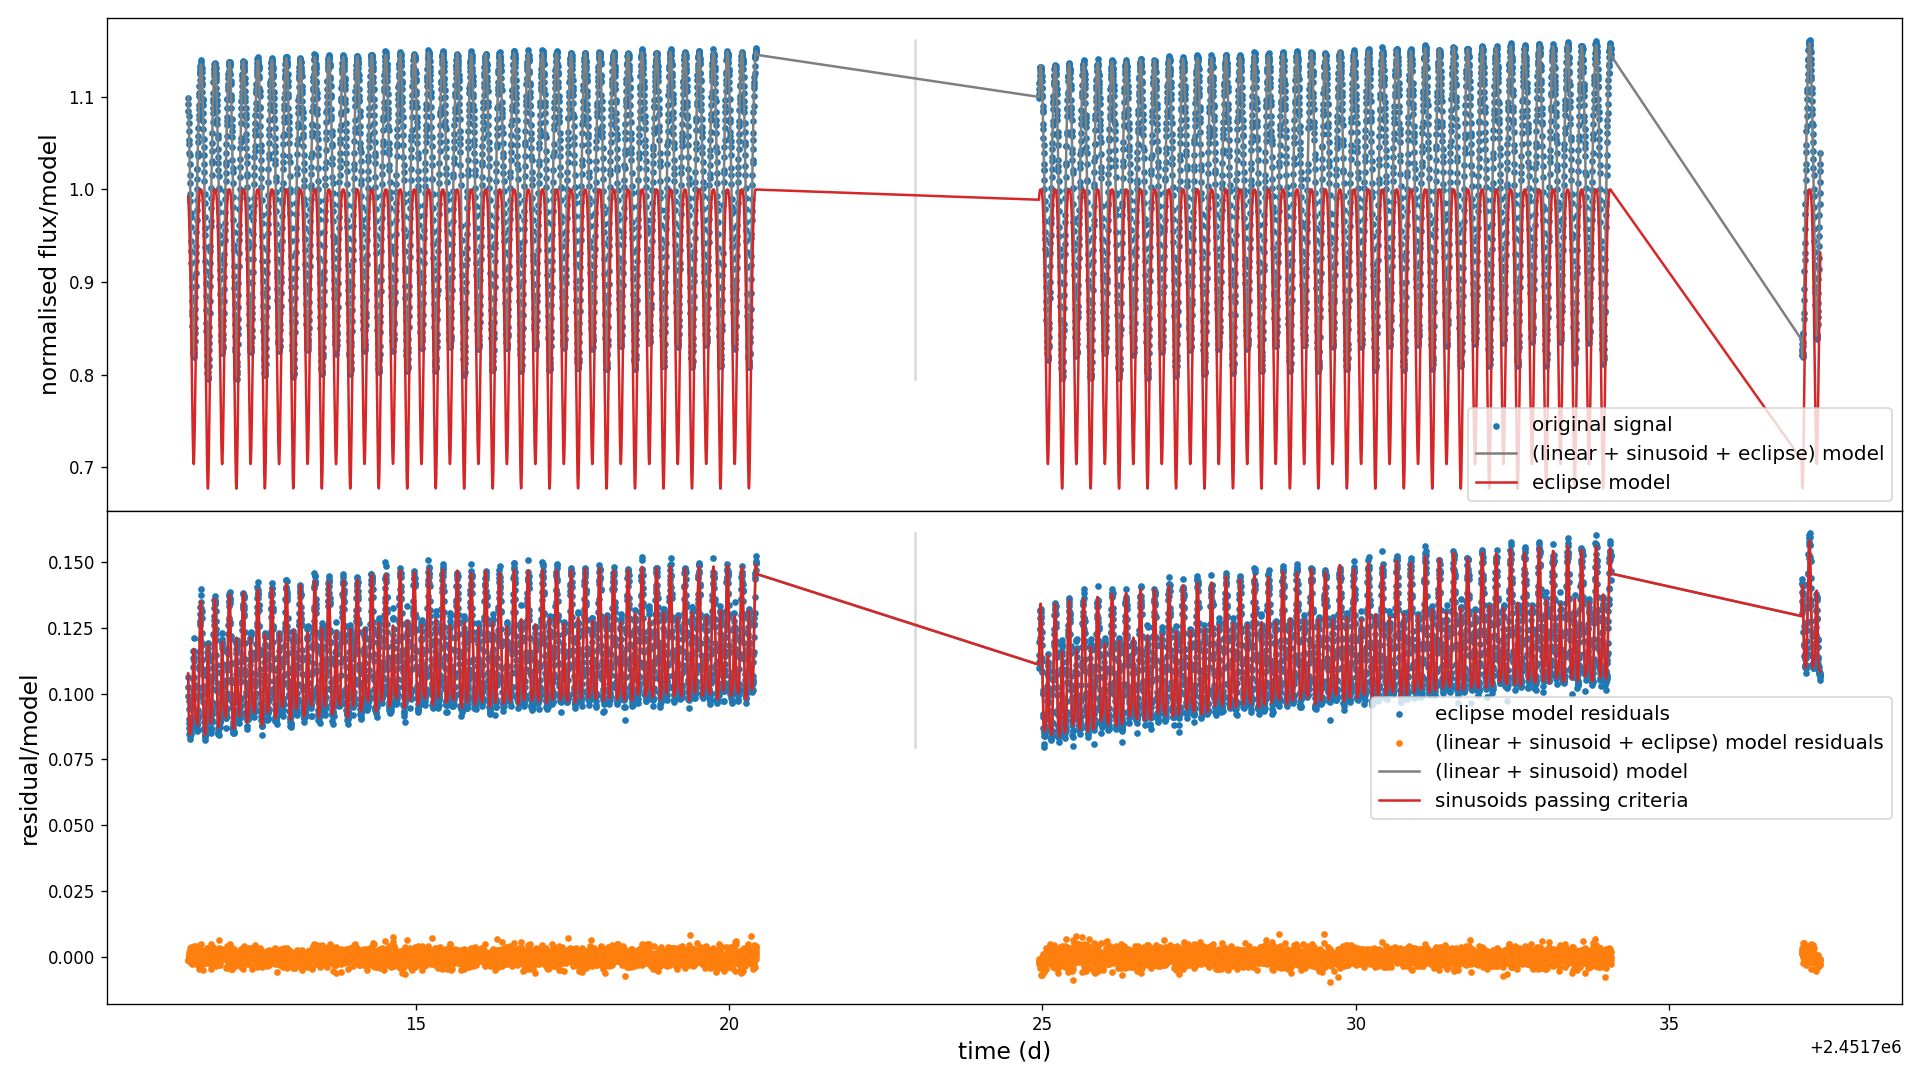 normalised flux/model
1.1
1.0
0.9
0.8
0.7
original signal
(linear + sinusoid + eclipse) model
eclipse model
residual/model
0.150
0.125
0.100
0.075
0.050
0.025
0.000
eclipse model residuals
(linear + sinusoid + eclipse) model residuals
(linear + sinusoid) model
sinusoids passing criteria
15
20
25
30
35
time (d)
+2.4517e6